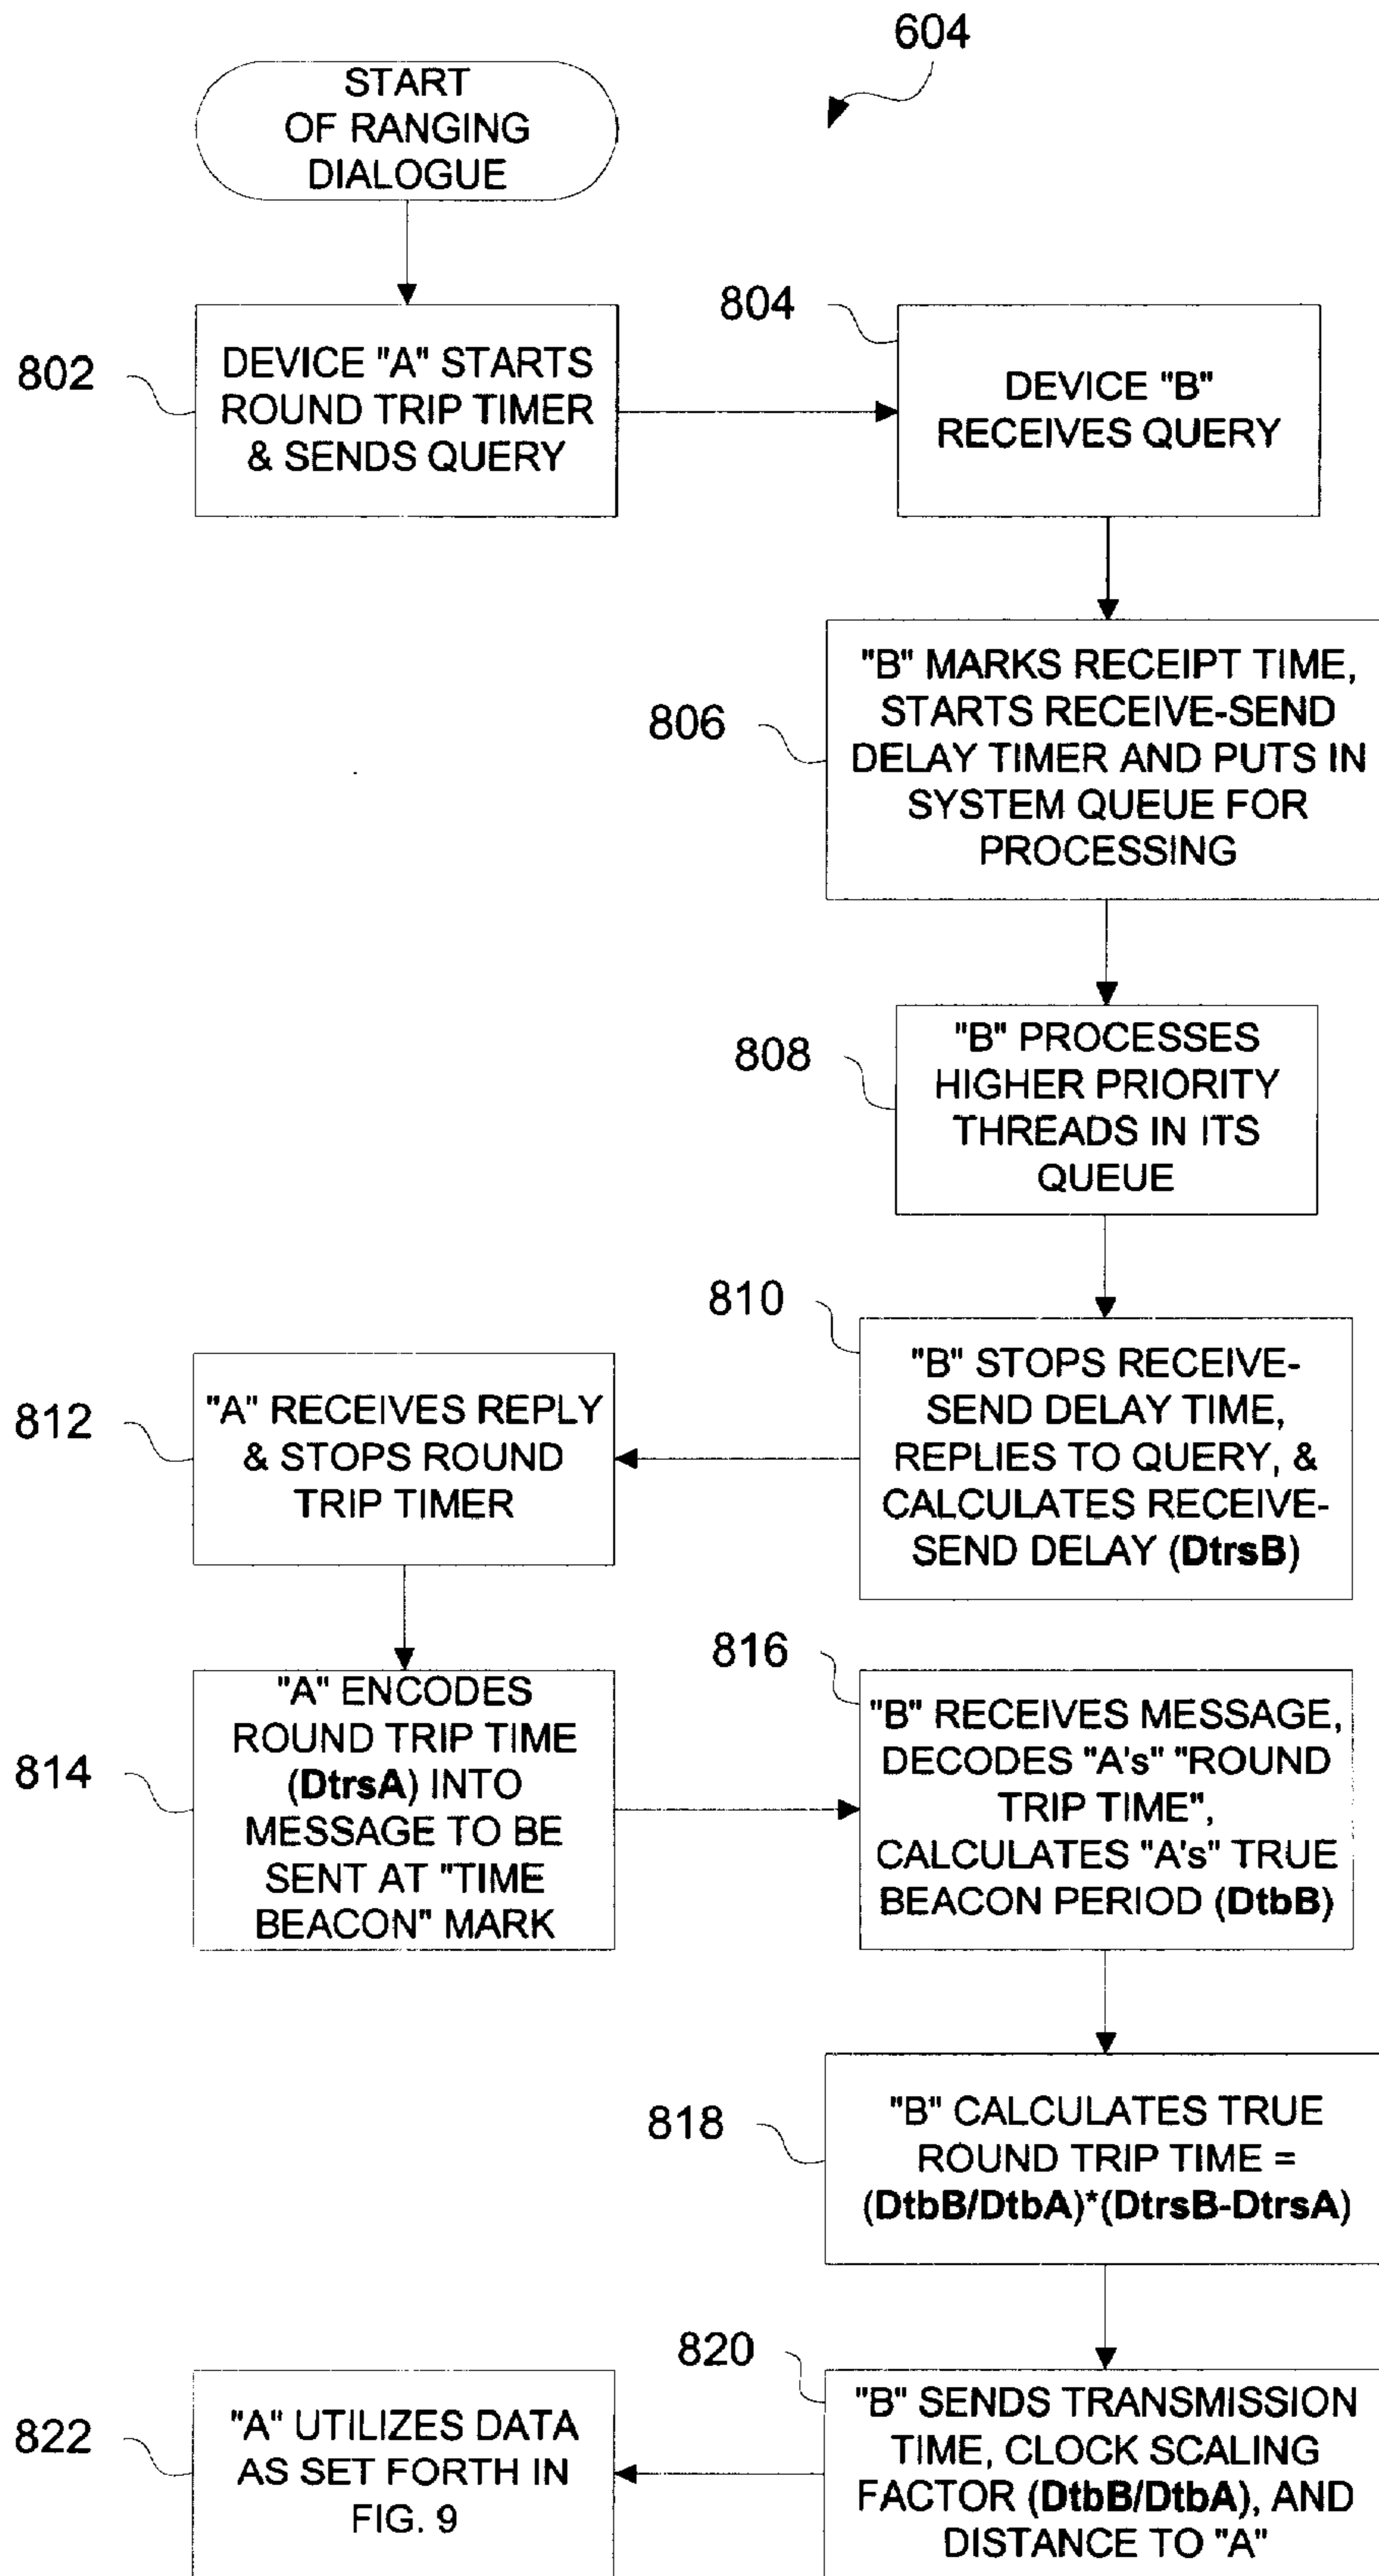 604
START
OF RANGING
DIALOGUE
802
DEVICE "A" STARTS
ROUND TRIP TIMER
& SENDS QUERY
804
DEVICE "B"
RECEIVES QUERY
806
"B" MARKS RECEIPT TIME,
STARTS RECEIVE-SEND
DELAY TIMER AND PUTS IN
SYSTEM QUEUE FOR
PROCESSING
808
"B" PROCESSES
HIGHER PRIORITY
THREADS IN ITS
QUEUE
810
"B" STOPS RECEIVE-
SEND DELAY TIME,
REPLIES TO QUERY, &
CALCULATES RECEIVE-
SEND DELAY (DtrsB)
812
"A" RECEIVES REPLY
& STOPS ROUND
TRIP TIMER
814
"A" ENCODES
ROUND TRIP TIME
(DtrsA) INTO
MESSAGE TO BE
SENT AT "TIME
BEACON" MARK
816
"B" RECEIVES MESSAGE,
DECODES "A's" "ROUND
TRIP TIME",
CALCULATES "A's" TRUE
BEACON PERIOD (DtbB)
818
"B" CALCULATES TRUE
ROUND TRIP TIME =
(DtbB/DtbA)*(DtrsB-DtrsA)
820
"B" SENDS TRANSMISSION
TIME, CLOCK SCALING
FACTOR (DtbB/DtbA), AND
DISTANCE TO "A"
822
"A" UTILIZES DATA
AS SET FORTH IN
FIG. 9